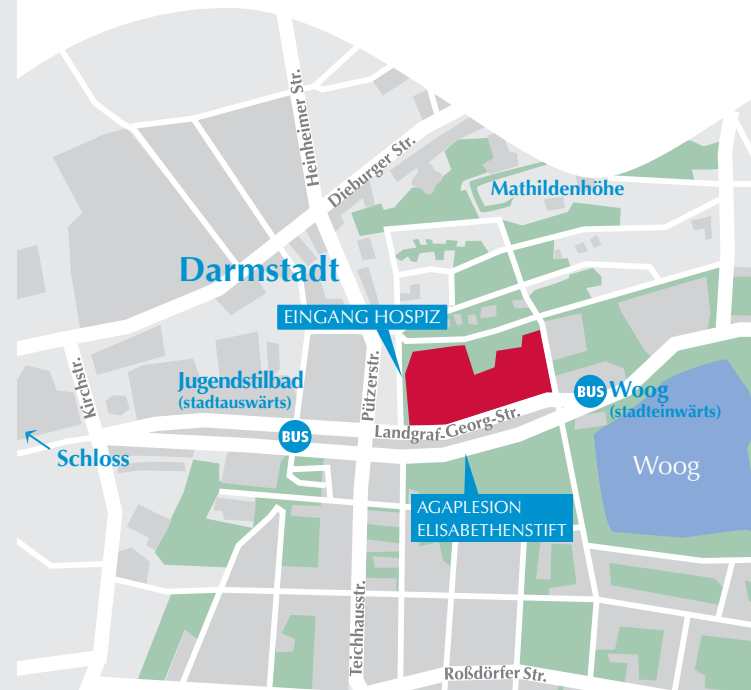 Heinheimer Str.
Dieburger Str.
Mathildenhöhe
Darmstadt
EINGANG HOSPIZ
Kirchstr.
Jugendstilbad
(stadtauswärts)
Pützerstr.
BUS
Woog
(stadteinwärts)
Landgraf-Georg-Str.
BUS
Schloss
Woog
AGAPLESION
ELISABETHENSTIFT
Teichhausstr.
Roßdörfer Str.